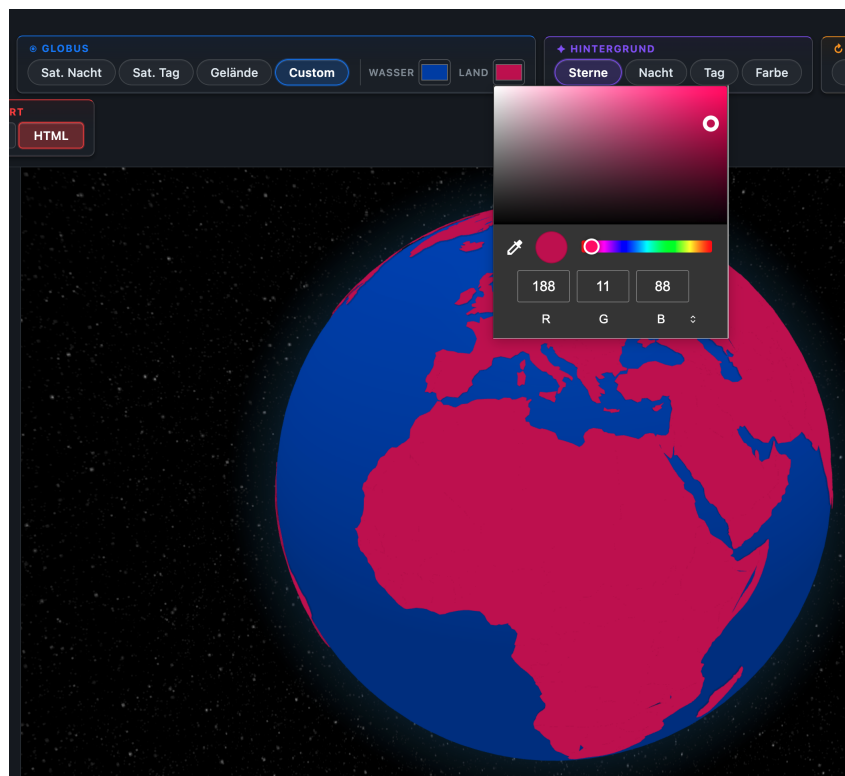 GLOBUS
Sat. Nacht Sat. Tag Gelände Custom WASSER LAND
HINTERGRUND
Sterne Nacht Tag Farbe
RT
HTML
188 11 88
R G B